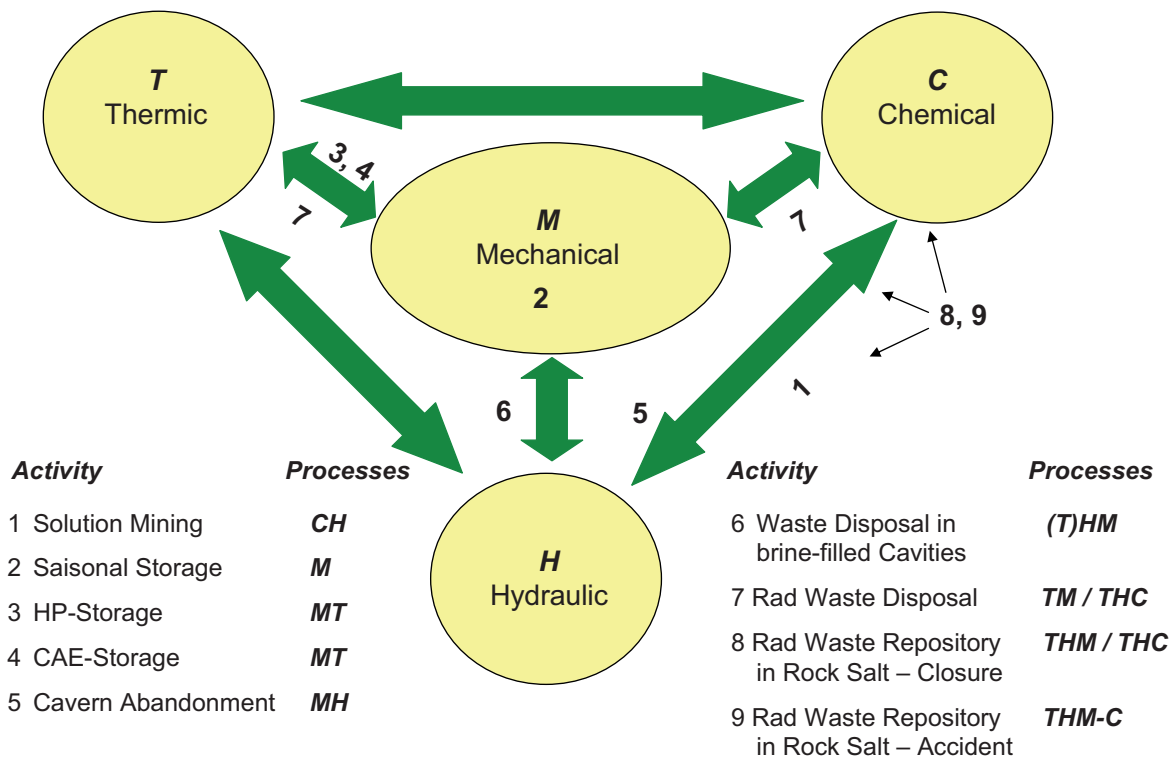 T
Thermic
C
Chemical
3, 4
7
M
Mechanical
2
7
8, 9
1
6
5
H
Hydraulic
Activity Processes
1 Solution Mining CH
2 Saisonal Storage M
3 HP-Storage MT
4 CAE-Storage MT
5 Cavern Abandonment MH
Activity Processes
6 Waste Disposal in (T)HM
brine-filled Cavities
7 Rad Waste Disposal TM / THC
8 Rad Waste Repository THM / THC
in Rock Salt – Closure
9 Rad Waste Repository THM-C
in Rock Salt – Accident